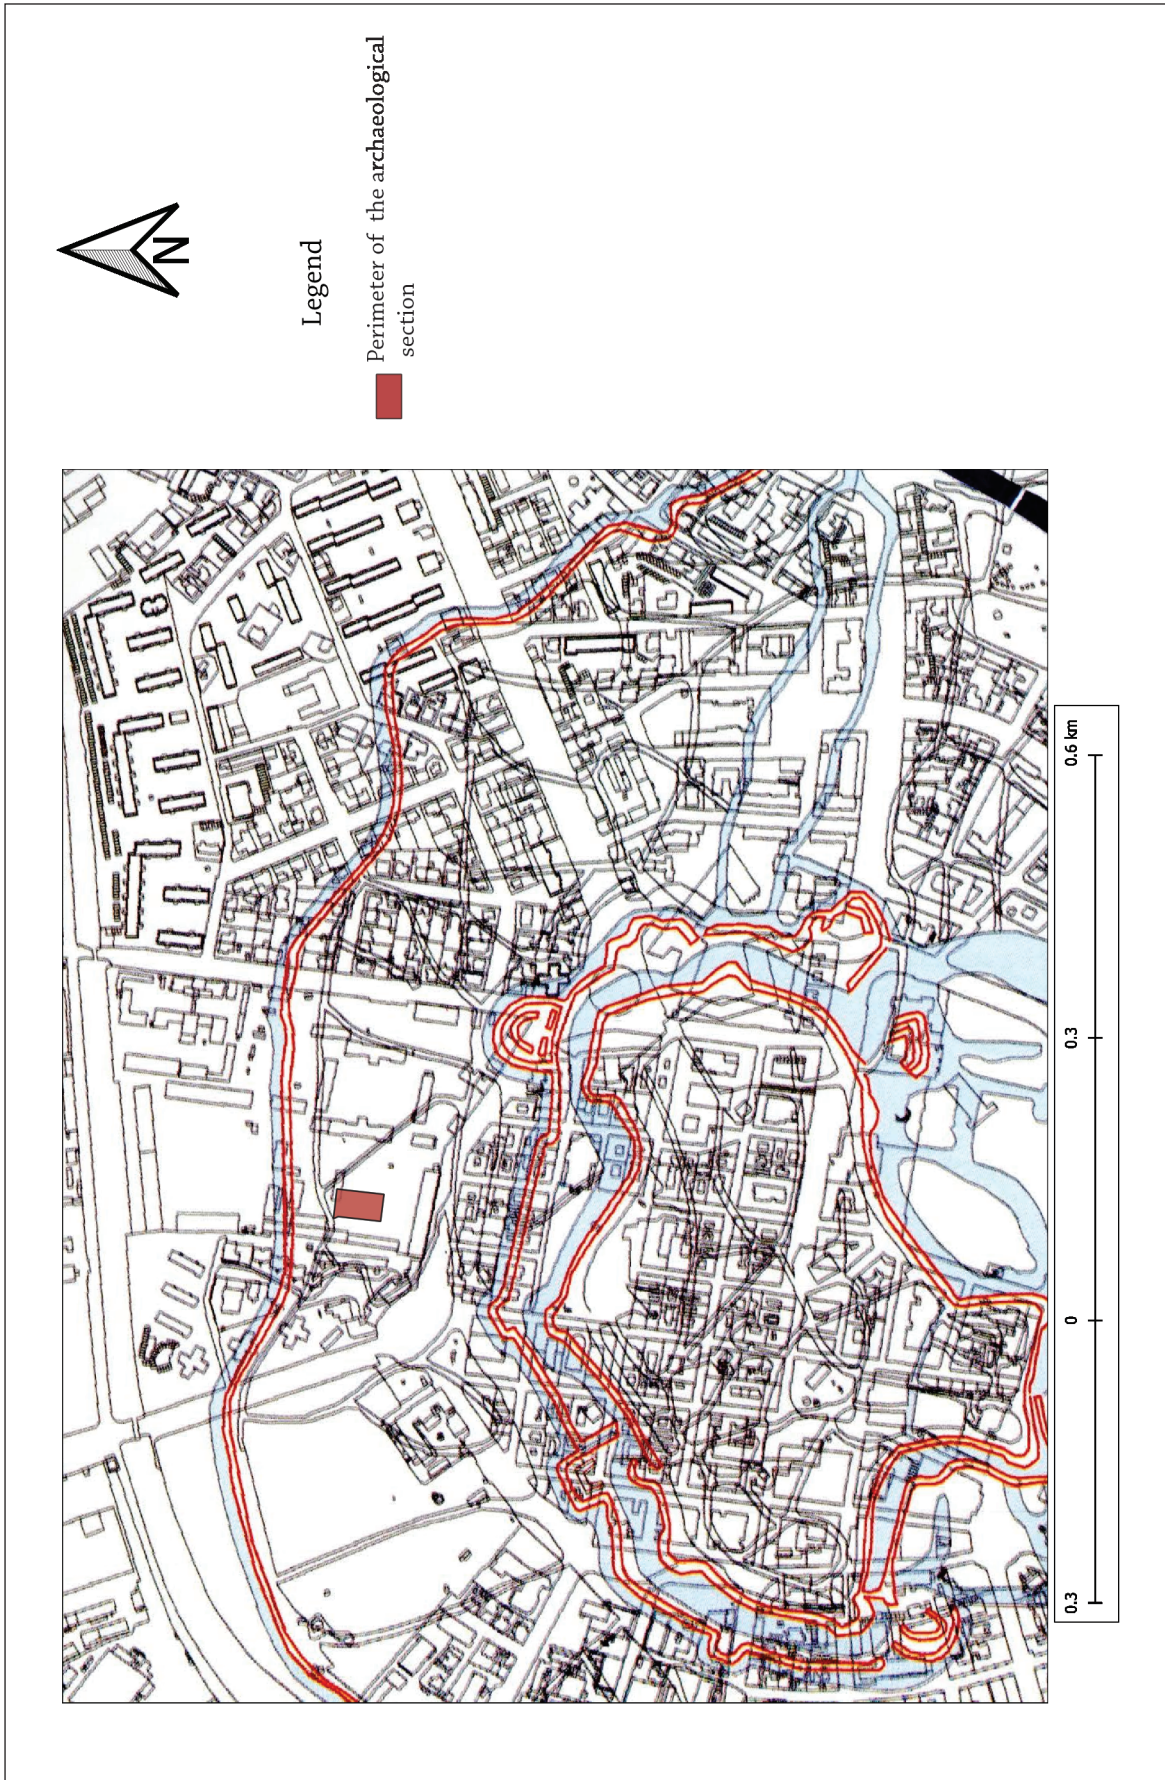 N
Legend
Perimeter of the archaeological
section
0.3 0 0.3 0.6 km